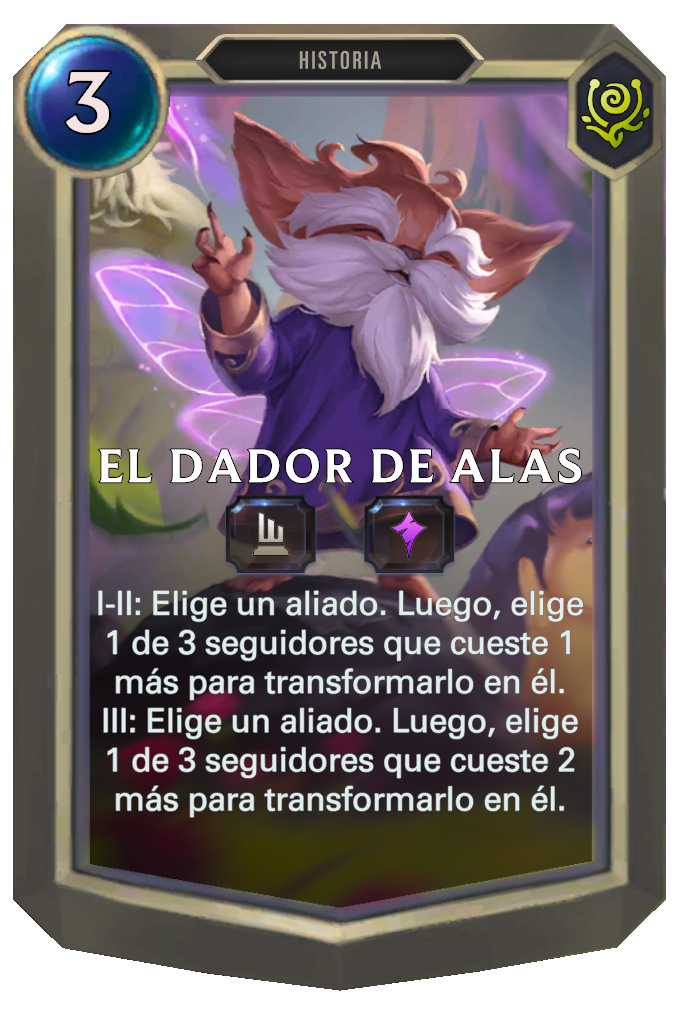 3
HISTORIA
EL DADOR DE ALAS
I-II: Elige un aliado. Luego, elige
1 de 3 seguidores que cueste 1
más para transformarlo en él.
III: Elige un aliado. Luego, elige
1 de 3 seguidores que cueste 2
más para transformarlo en él.